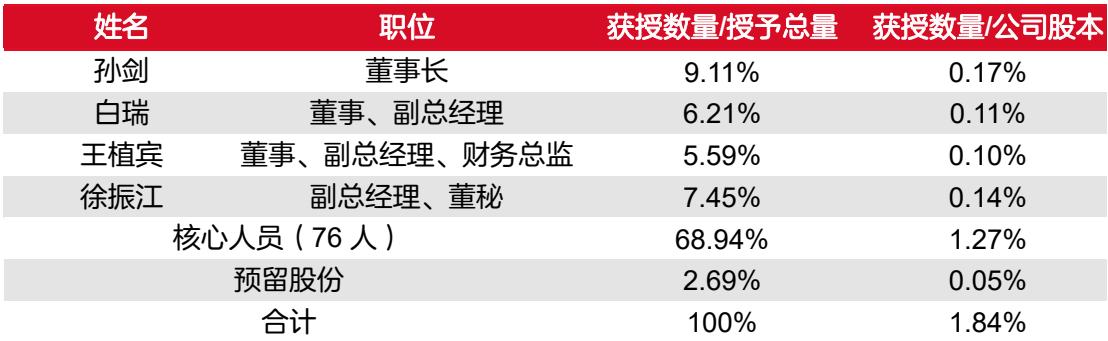 姓名 职位 获授数量/授予总量 获授数量/公司股本
孙剑 董事长 9.11% 0.17%
白瑞 董事、副总经理 6.21% 0.11%
王植宾 董事、副总经理、财务总监 5.59% 0.10%
徐振江 副总经理、董秘 7.45% 0.14%
核心人员（76 人） 68.94% 1.27%
预留股份 2.69% 0.05%
合计 100% 1.84%